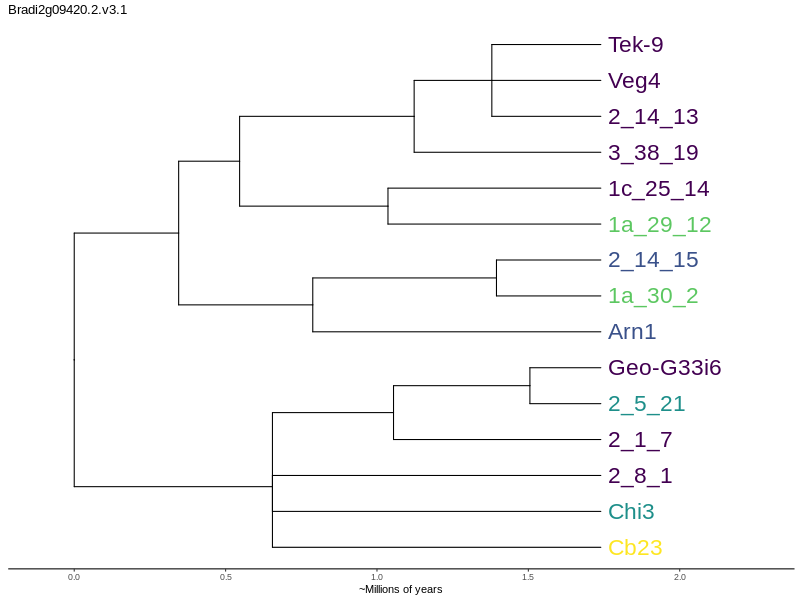 Bradi2g09420.2.v3.1
Tek-9
Veg4
2_14_13
3_38_19
1c_25_14
1a_29_12
2_14_15
1a_30_2
Arn1
Geo-G33i6
2_5_21
2_1_7
2_8_1
Chi3
Cb23
0.0 0.5 1.0 1.5 2.0
~Millions of years